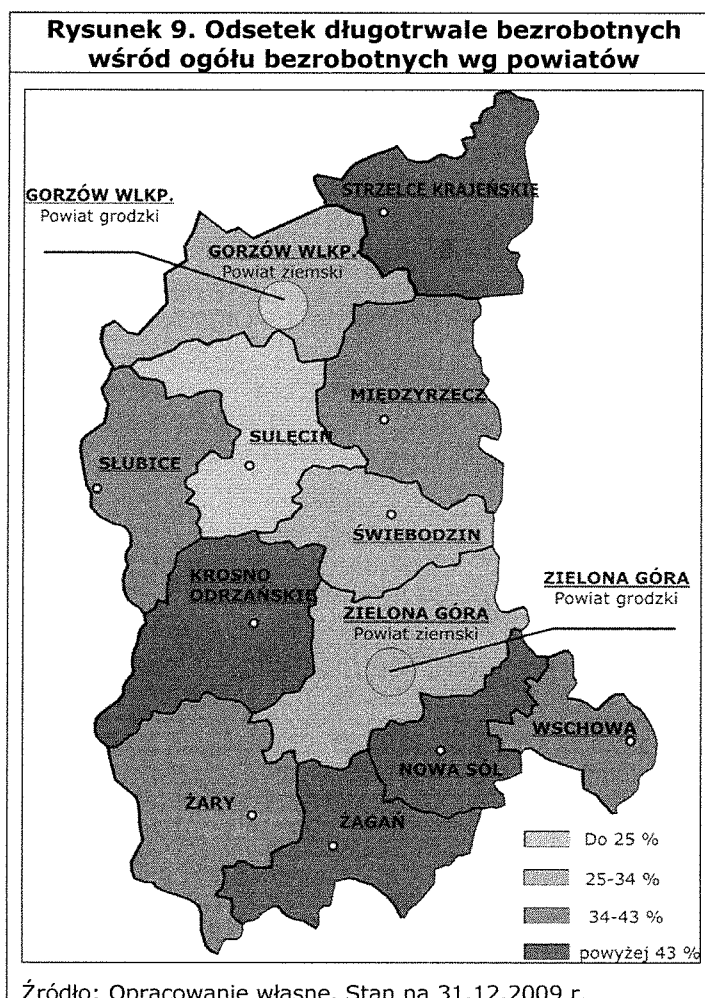 Rysunek 9. Odsetek długotrwale bezrobotnych
wśród ogółu bezrobotnych wg powiatów
STRZELCE KRAJEŃSKIE
GORZÓW WLKP.
Powiat grodzki
GORZÓW WLKP.
Powiat ziemski
MIĘDZYRZECZ
SULĘCIN
SŁUBICE
ŚWIEBODZIN
KROSNO
ODRZAŃSKIE
ZIELONA GÓRA
Powiat grodzki
ZIELONA GÓRA
Powiat ziemski
WSCHOWA
NOWA SÓL
ŻARY
ŻAGAŃ
Do 25 %
25-34 %
34-43 %
powyżej 43 %
Źródło: Opracowanie własne. Stan na 31.12.2009 r.